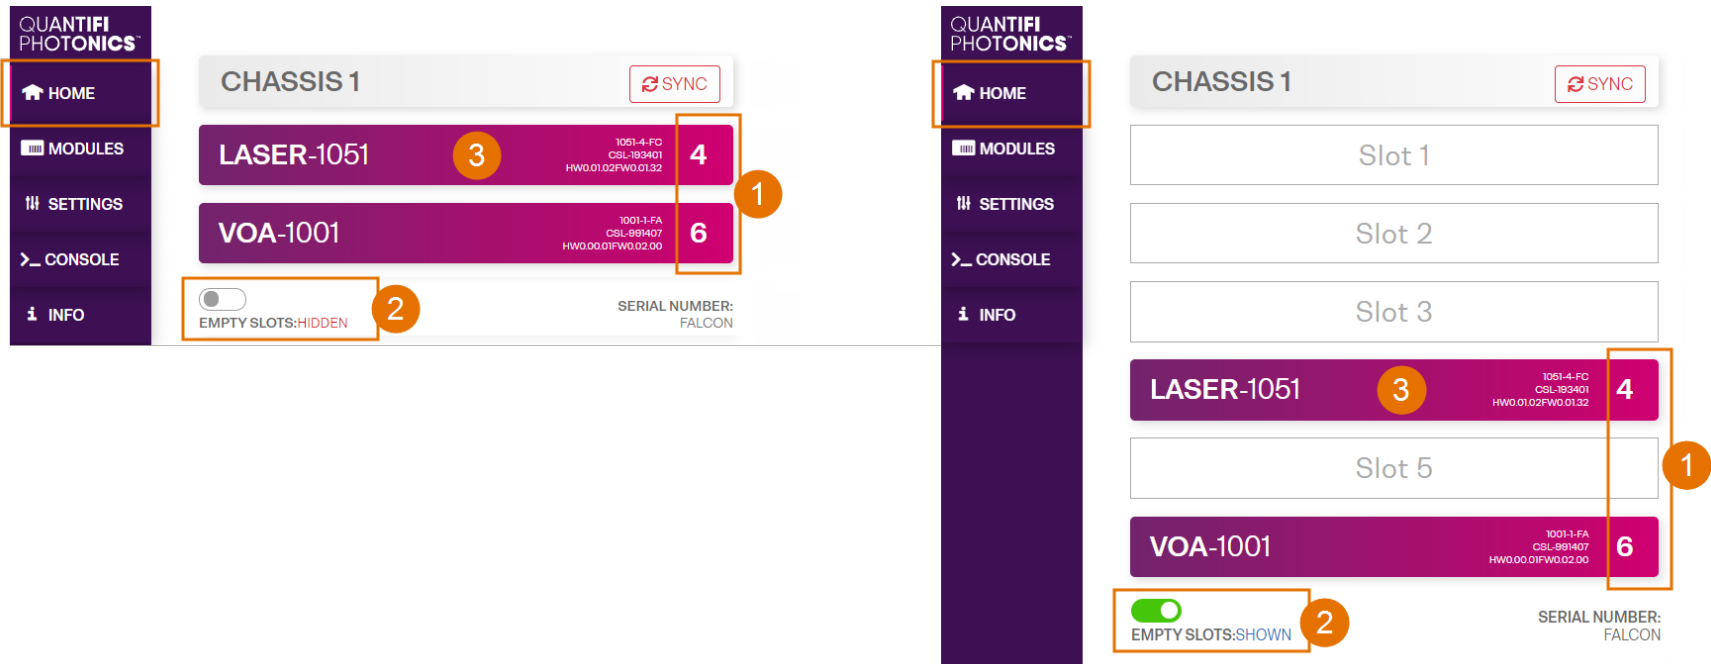 QUANTIFI
PHOTONICS™
HOME
MODULES
SETTINGS
CONSOLE
INFO
CHASSIS 1
SYNC
LASER-1051
3
1051-4-FC
CSL-193401
HW0.01.02FW0.01.32
4
1
VOA-1001
1001-1-FA
CSL-991407
HW0.00.01FW0.02.00
6
EMPTY SLOTS:HIDDEN
2
SERIAL NUMBER:
FALCON
QUANTIFI
PHOTONICS™
HOME
MODULES
SETTINGS
CONSOLE
INFO
CHASSIS 1
SYNC
Slot 1
Slot 2
Slot 3
LASER-1051
3
1051-4-FC
CSL-193401
HW0.01.02FW0.01.32
4
Slot 5
1
VOA-1001
1001-1-FA
CSL-991407
HW0.00.01FW0.02.00
6
EMPTY SLOTS:SHOWN
2
SERIAL NUMBER:
FALCON